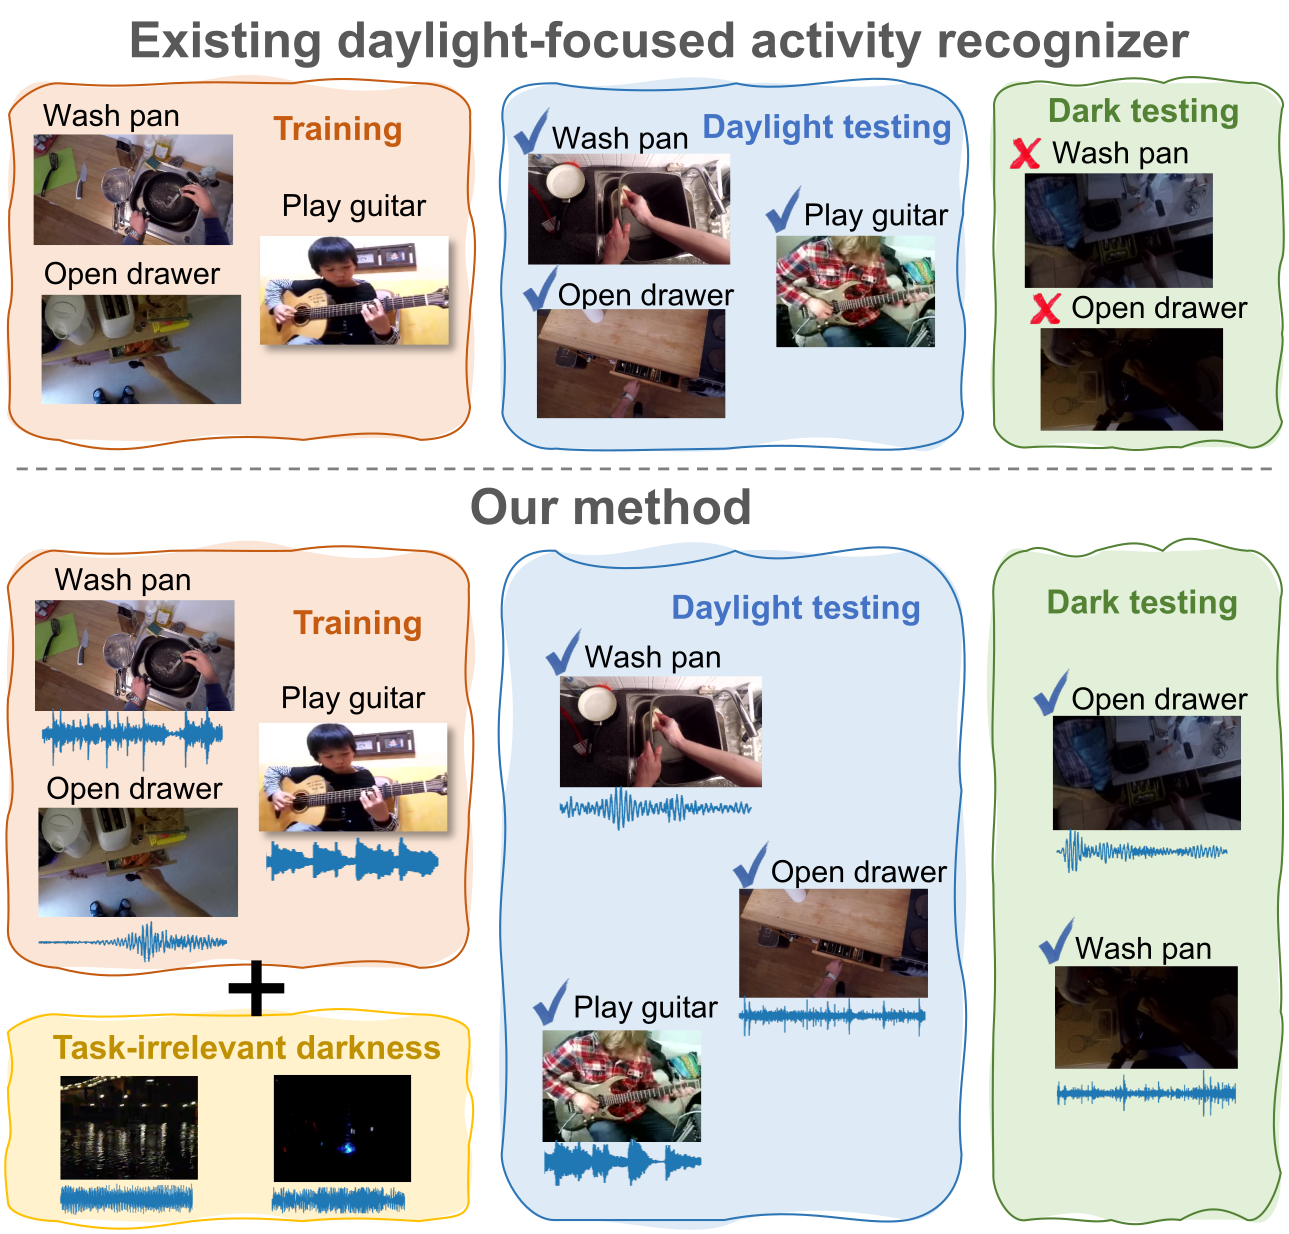 Existing daylight-focused activity recognizer
Wash pan
Training
Play guitar
Open drawer
Daylight testing
Wash pan
Play guitar
Open drawer
Dark testing
Wash pan
Open drawer
Our method
Wash pan
Training
Play guitar
Open drawer
Task-irrelevant darkness
Daylight testing
Wash pan
Open drawer
Play guitar
Dark testing
Open drawer
Wash pan